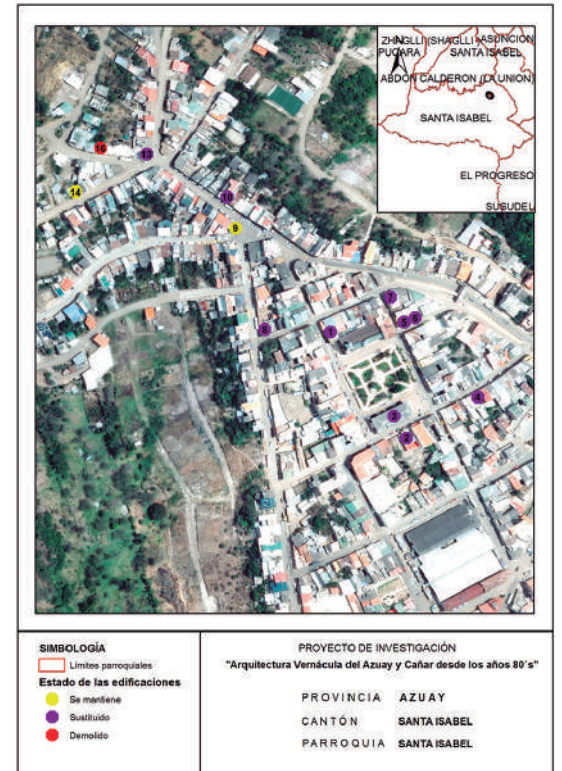 N
ZHAGLLI (SHAGLLI) ASUNCION
PUCARA SANTA ISABEL
ABDON CALDERON (LA UNION)
SANTA ISABEL
EL PROGRESO
SUSUDEL
13
14
10
9
7
5 6
1
4
3
2
SIMBOLOGÍA
Límites parroquiales
Estado de las edificaciones
Se mantiene
Sustituido
Demolido
PROYECTO DE INVESTIGACIÓN
"Arquitectura Vernácula del Azuay y Cañar desde los años 80´s"
PROVINCIA AZUAY
CANTÓN SANTA ISABEL
PARROQUIA SANTA ISABEL